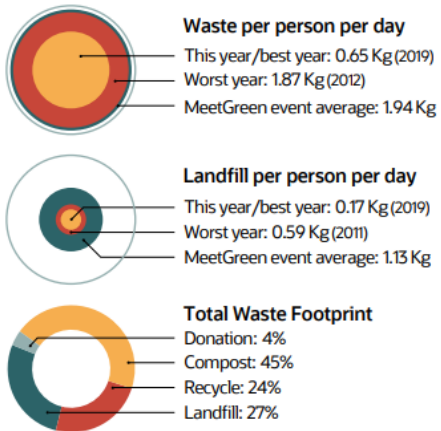 Waste per person per day
This year/best year: 0.65 Kg (2019)
Worst year: 1.87 Kg (2012)
MeetGreen event average: 1.94 Kg
Landfill per person per day
This year/best year: 0.17 Kg (2019)
Worst year: 0.59 Kg (2011)
MeetGreen event average: 1.13 Kg
Total Waste Footprint
Donation: 4%
Compost: 45%
Recycle: 24%
Landfill: 27%